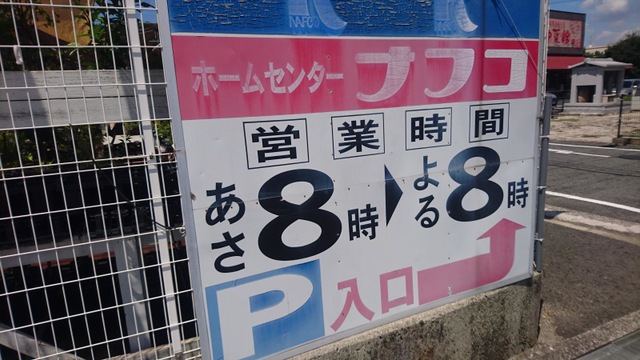 NAFCO
ホームセンター ナフコ
営業時間
あさ8時▶よる8時
P 入口